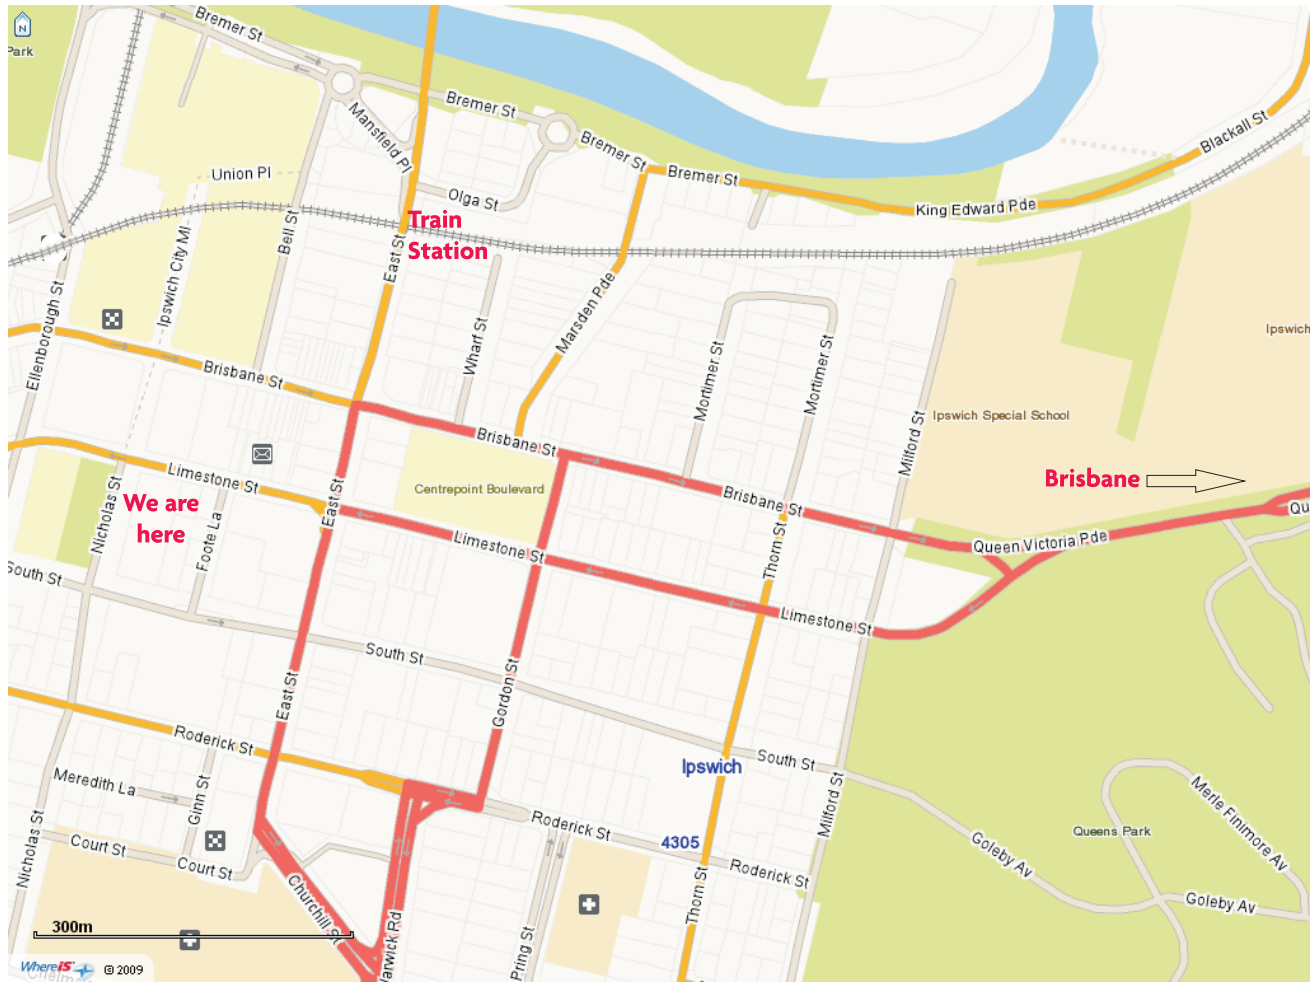 N
Park
Bremer St
Bremer St
Mansfield Pl
Bremer St
Bremer St
Blackall St
Union Pl
Olga St
King Edward Pde
Train
Station
Bell St
East St
Ipswich City Ml
Ellenborough St
Marsden Pde
Wharf St
Mortimer St
Mortimer St
Ipswich
Brisbane St
Milford St
Ipswich Special School
Brisbane St
Limestone St
Centrepoint Boulevard
Brisbane
Nicholas St
We are
here
East St
Brisbane St
Qu
Foote La
Limestone St
Thorn St
Queen Victoria Pde
South St
Limestone St
South St
East St
Gordon St
Roderick St
Ipswich
South St
Meredith La
Ginn St
Milford St
Merle Finimore Av
Roderick St
Queens Park
Court St
4305
Court St
Roderick St
Goleby Av
Nicholas St
Churchill St
Thorn St
Goleby Av
300m
Warwick Rd
Pring St
WhereiS
© 2009